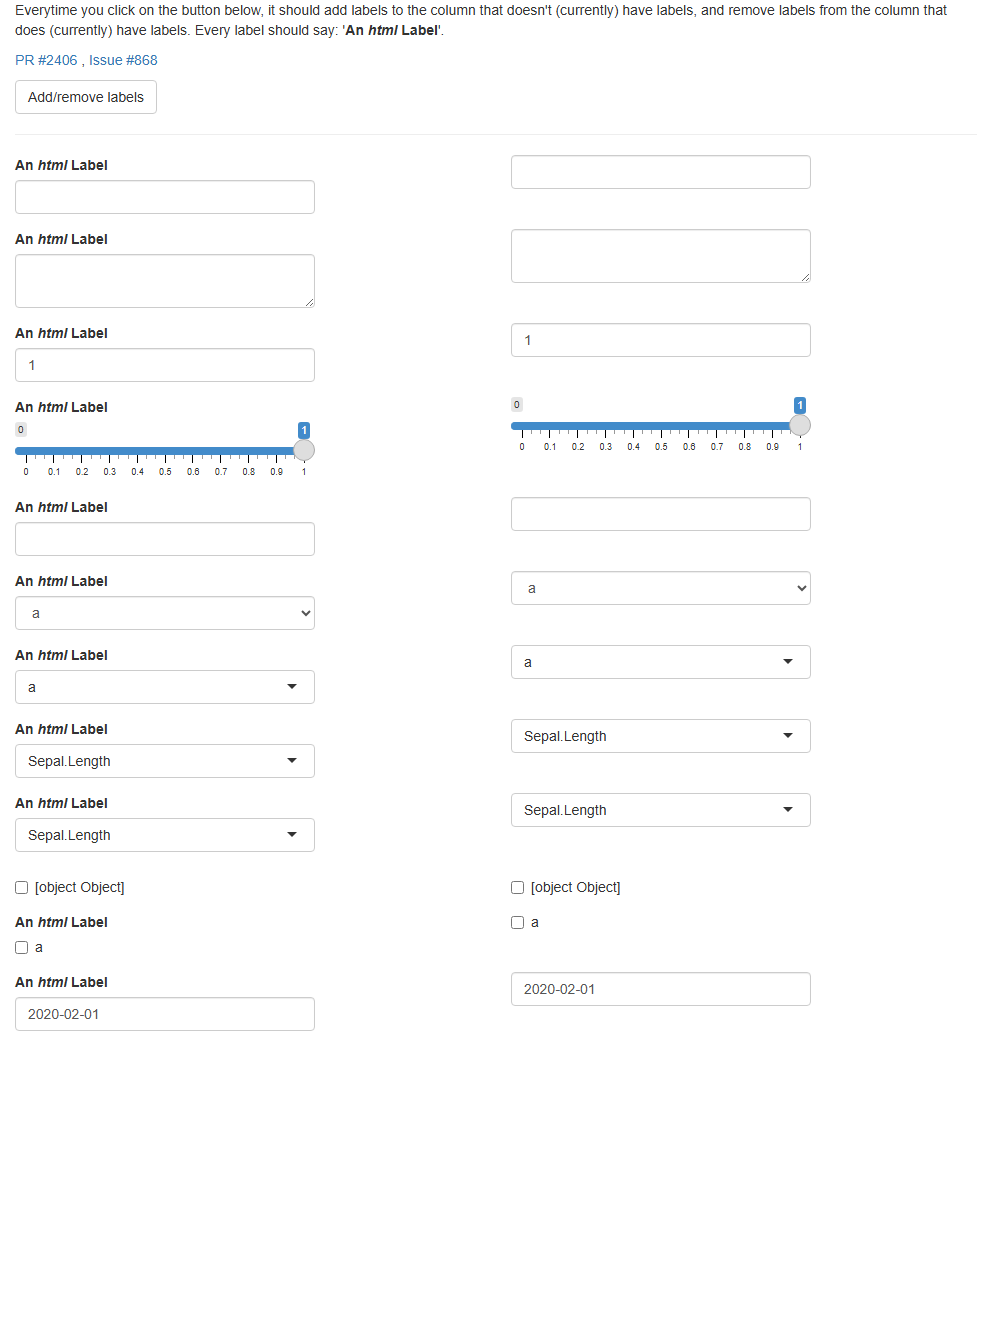 Everytime you click on the button below, it should add labels to the column that doesn't (currently) have labels, and remove labels from the column that
does (currently) have labels. Every label should say: 'An html Label'.
PR #2406 , Issue #868
Add/remove labels
An html Label
An html Label
An html Label
1
1
An html Label
0
1
0 0.1 0.2 0.3 0.4 0.5 0.6 0.7 0.8 0.9 1
0
1
0 0.1 0.2 0.3 0.4 0.5 0.6 0.7 0.8 0.9 1
An html Label
An html Label
a
a
An html Label
a
a
An html Label
Sepal.Length
Sepal.Length
An html Label
Sepal.Length
Sepal.Length
[object Object]
[object Object]
An html Label
a
a
An html Label
2020-02-01
2020-02-01